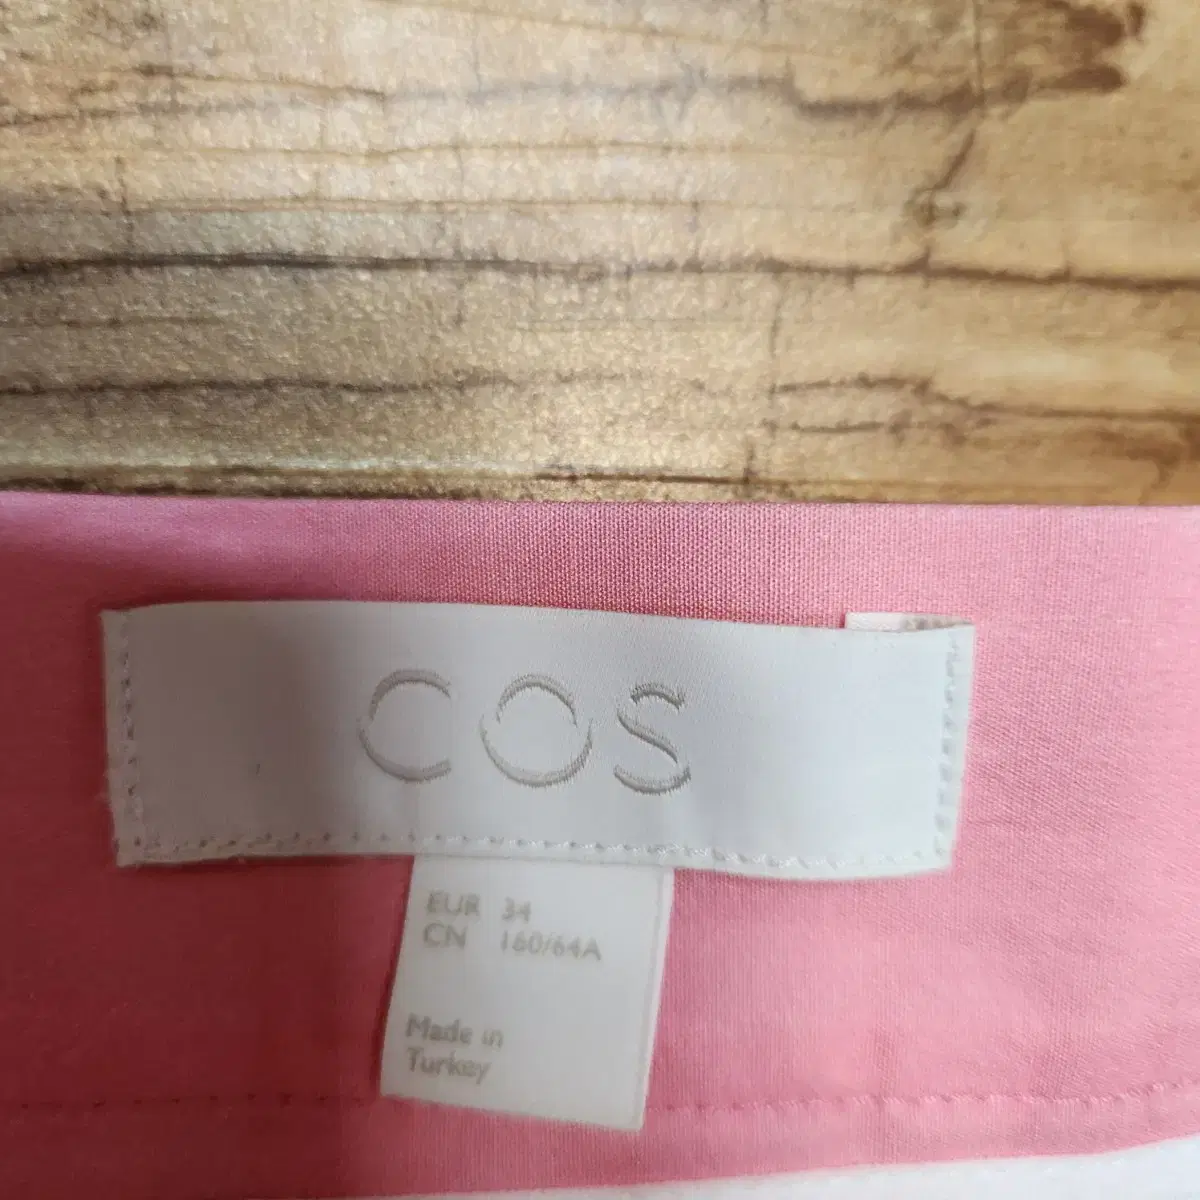 COS
EUR 34
CN 160/64A
Made in
Turkey